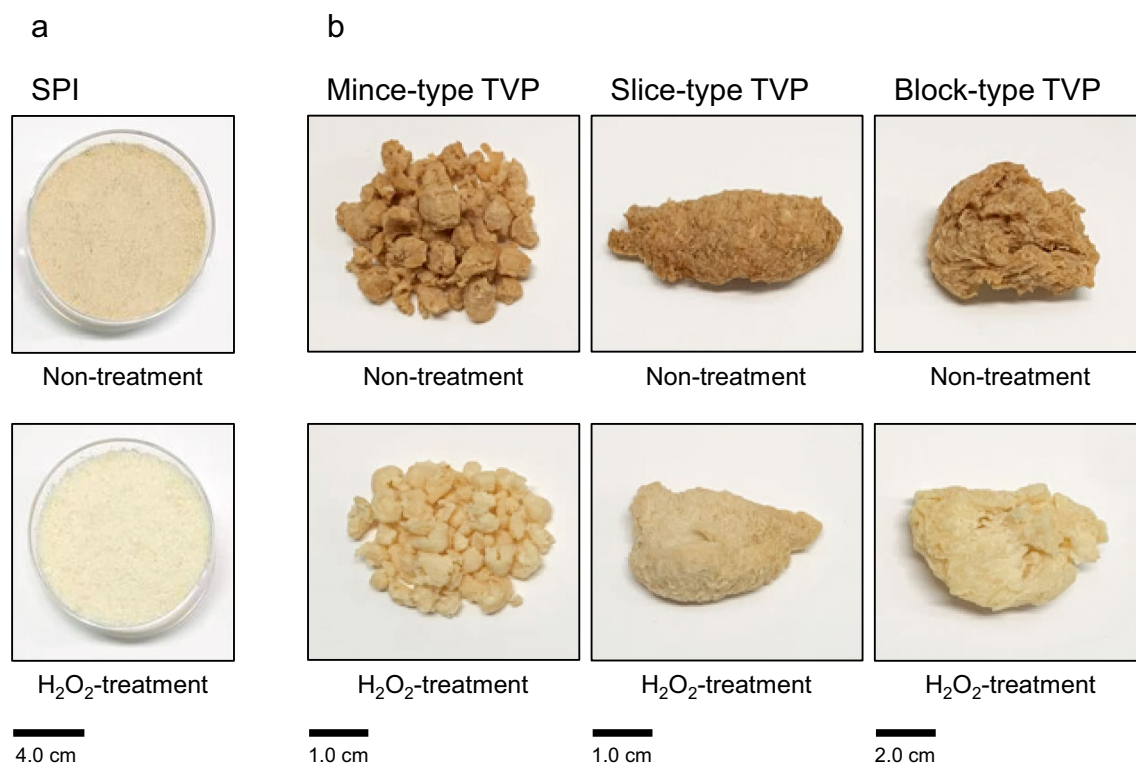 a
b
SPI
Mince-type TVP
Slice-type TVP
Block-type TVP
Non-treatment
Non-treatment
Non-treatment
Non-treatment
H₂O₂-treatment
H₂O₂-treatment
H₂O₂-treatment
H₂O₂-treatment
4.0 cm
1.0 cm
1.0 cm
2.0 cm